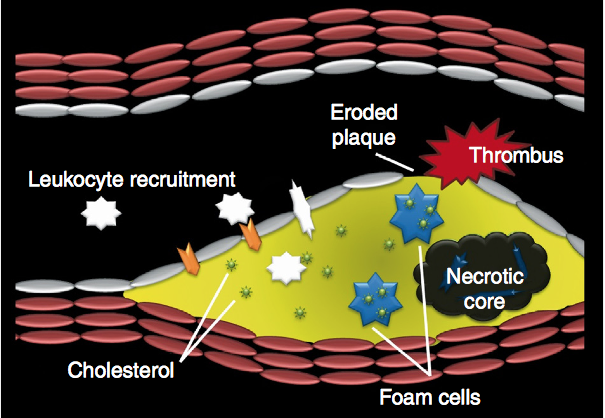 Eroded
plaque
Thrombus
Leukocyte recruitment
Necrotic
core
Cholesterol
Foam cells